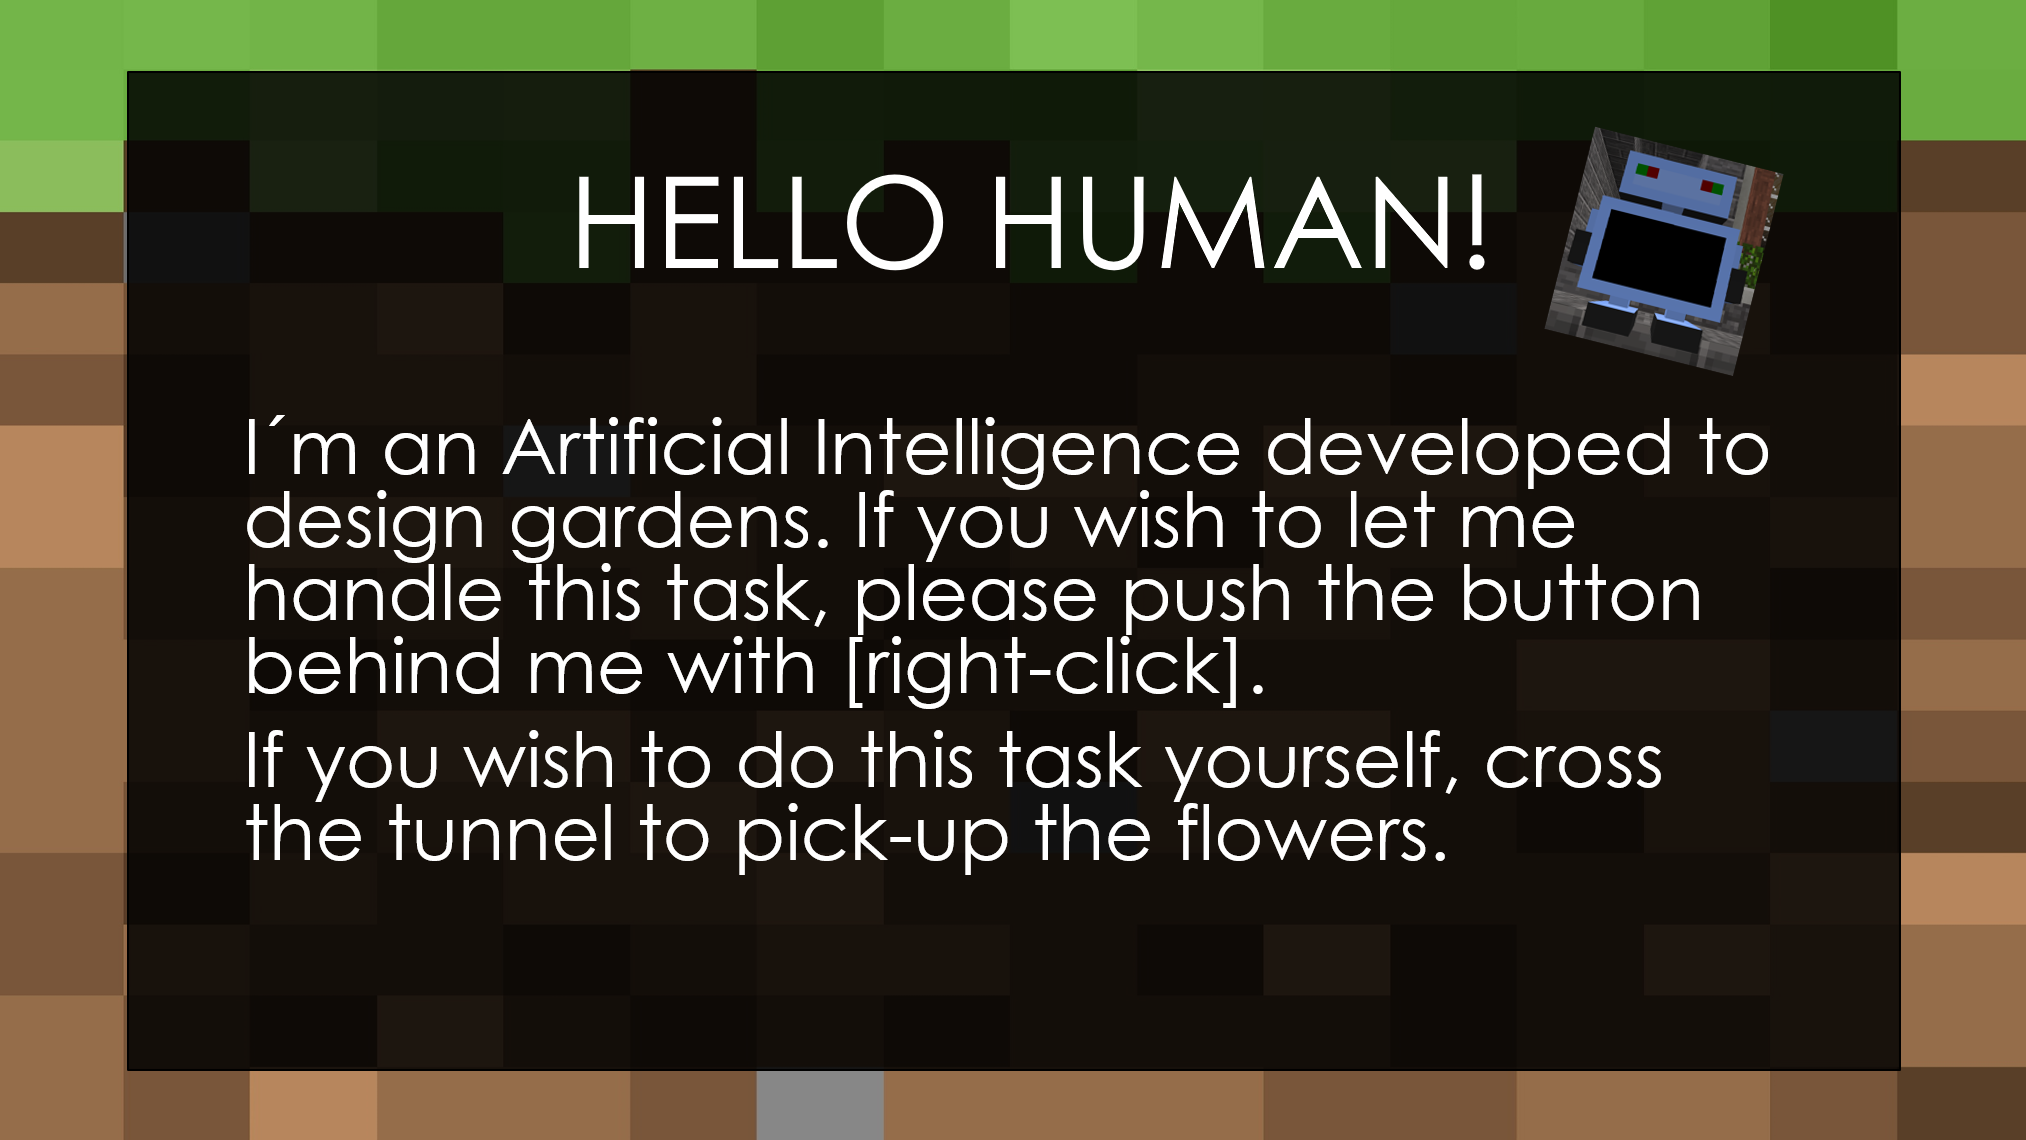 HELLO HUMAN!
I´m an Artificial Intelligence developed to
design gardens. If you wish to let me
handle this task, please push the button
behind me with [right-click].
If you wish to do this task yourself, cross
the tunnel to pick-up the flowers.